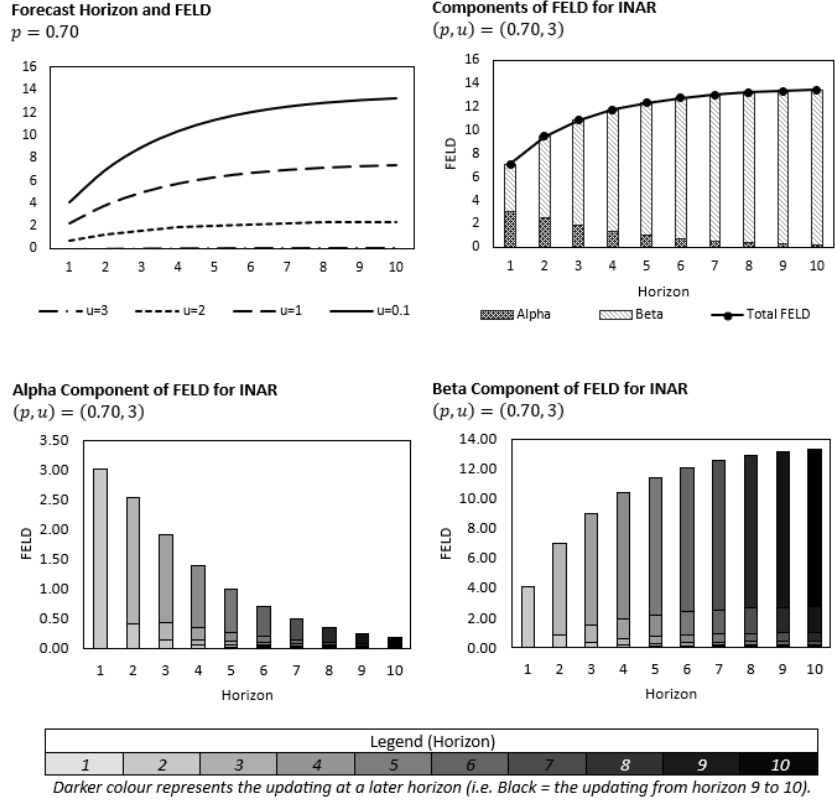 Forecast Horizon and FELD
p = 0.70
16
14
12
10
8
6
4
2
0
1 2 3 4 5 6 7 8 9 10
u=3 u=2 u=1 u=0.1
Components of FELD for INAR
(p, u) = (0.70, 3)
16
14
12
10
8
6
4
2
0
FELD
1 2 3 4 5 6 7 8 9 10
Horizon
Alpha Beta Total FELD
Alpha Component of FELD for INAR
(p, u) = (0.70, 3)
3.50
3.00
2.50
2.00
1.50
1.00
0.50
0.00
FELD
1 2 3 4 5 6 7 8 9 10
Horizon
Beta Component of FELD for INAR
(p, u) = (0.70, 3)
14.00
12.00
10.00
8.00
6.00
4.00
2.00
0.00
FELD
1 2 3 4 5 6 7 8 9 10
Horizon
Legend (Horizon)
1 2 3 4 5 6 7 8 9 10
Darker colour represents the updating at a later horizon (i.e. Black = the updating from horizon 9 to 10).